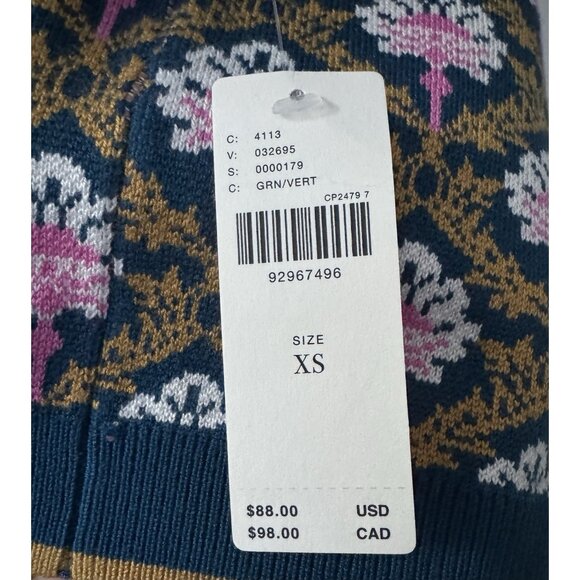 C: 4113
V: 032695
S: 0000179
C: GRN/VERT
CP2479 7
92967496
SIZE
XS
$88.00 USD
$98.00 CAD